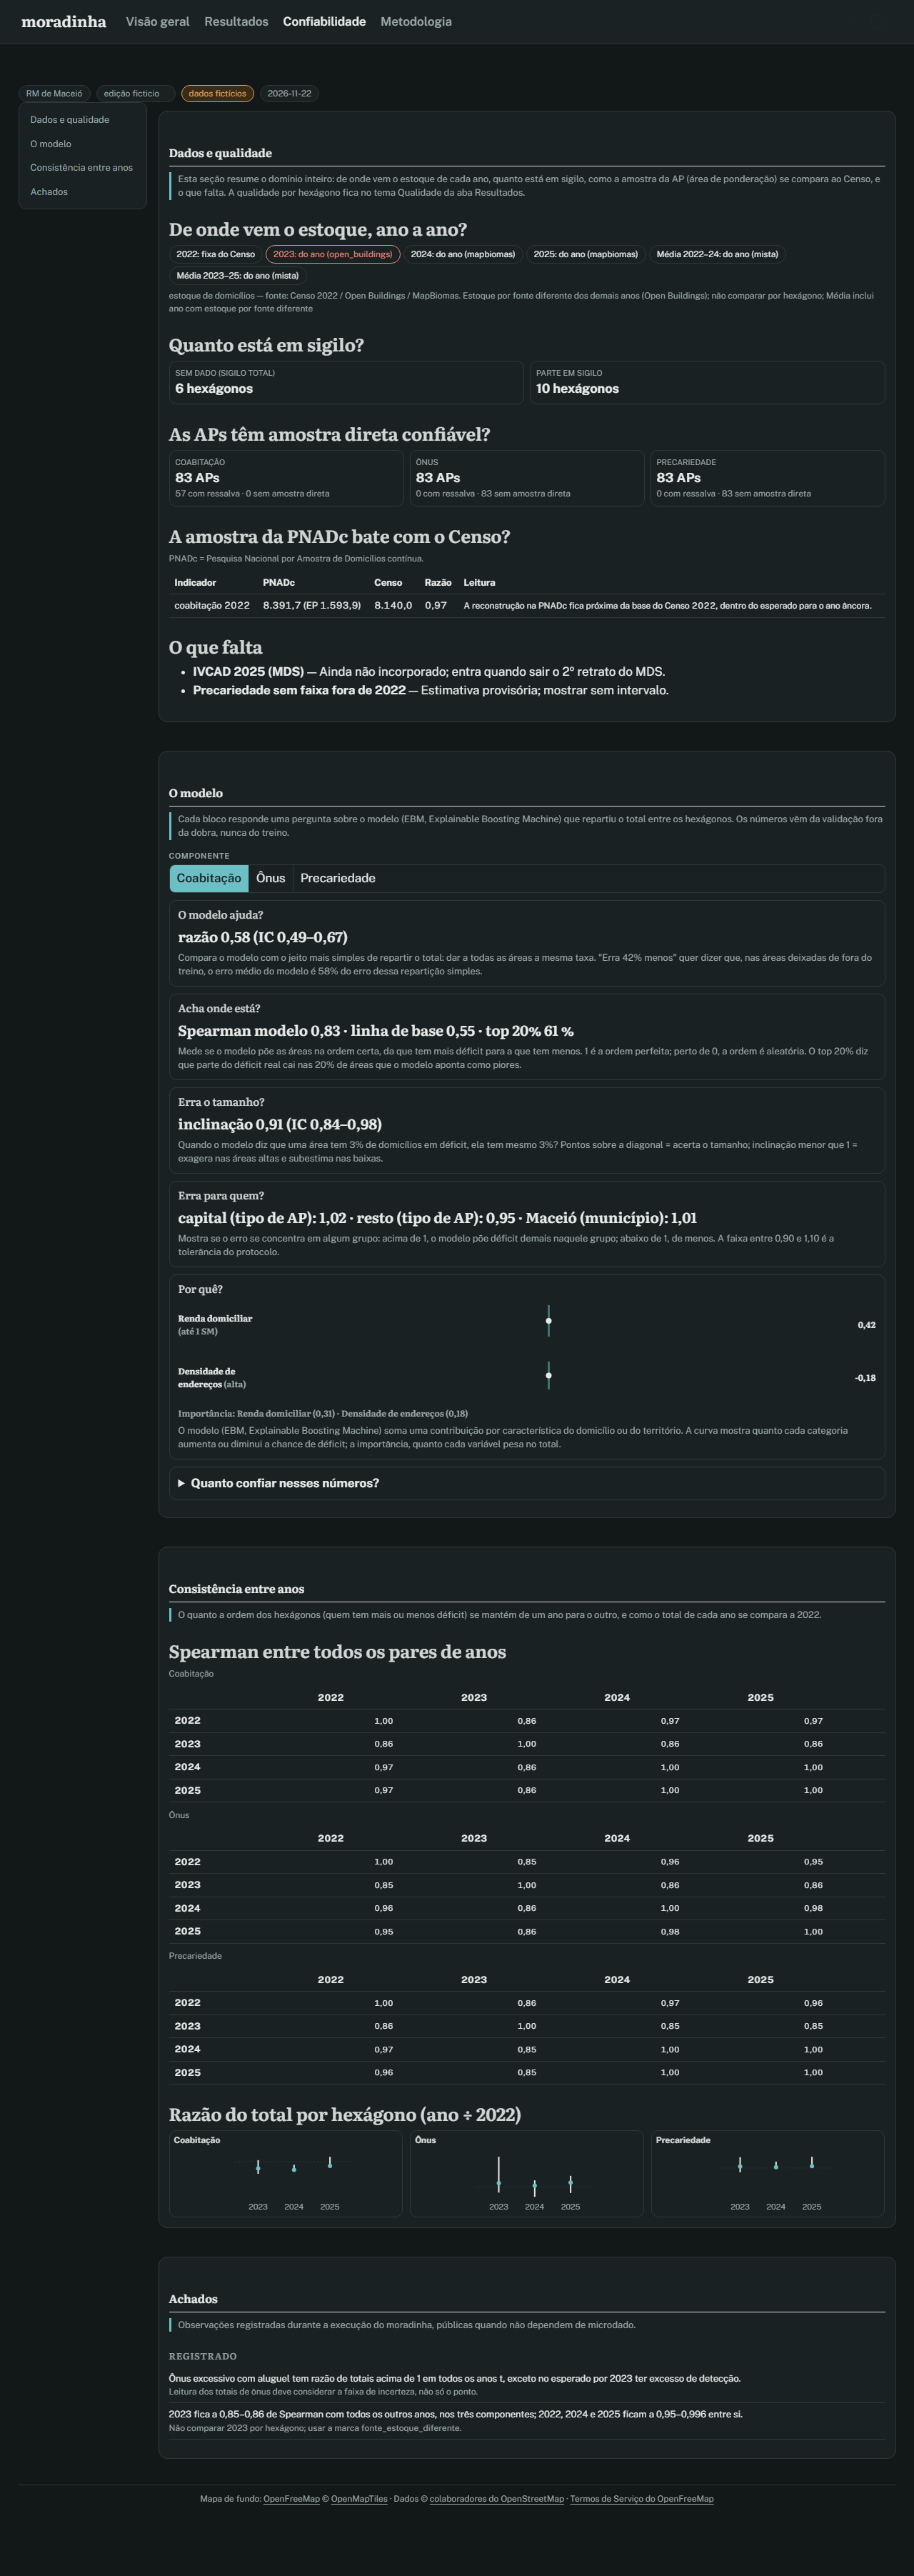 moradinha Visão geral Resultados Confiabilidade Metodologia
RM de Maceió edição fictício dados fictícios 2026-11-22
Dados e qualidade
O modelo
Consistência entre anos
Achados
Dados e qualidade
Esta seção resume o domínio inteiro: de onde vem o estoque de cada ano, quanto está em sigilo, como a amostra da AP (área de ponderação) se compara ao Censo, e
o que falta. A qualidade por hexágono fica no tema Qualidade da aba Resultados.
De onde vem o estoque, ano a ano?
2022: fixa do Censo 2023: do ano (open_buildings) 2024: do ano (mapbiomas) 2025: do ano (mapbiomas) Média 2022–24: do ano (mista)
Média 2023–25: do ano (mista)
estoque de domicílios — fonte: Censo 2022 / Open Buildings / MapBiomas. Estoque por fonte diferente dos demais anos (Open Buildings); não comparar por hexágono; Média inclui
ano com estoque por fonte diferente
Quanto está em sigilo?
SEM DADO (SIGILO TOTAL)
6 hexágonos
PARTE EM SIGILO
10 hexágonos
As APs têm amostra direta confiável?
COABITAÇÃO
83 APs
57 com ressalva · 0 sem amostra direta
ÔNUS
83 APs
0 com ressalva · 83 sem amostra direta
PRECARIEDADE
83 APs
0 com ressalva · 83 sem amostra direta
A amostra da PNADc bate com o Censo?
PNADc = Pesquisa Nacional por Amostra de Domicílios contínua.
Indicador PNADc Censo Razão Leitura
coabitação 2022 8.391,7 (EP 1.593,9) 8.140,0 0,97 A reconstrução na PNADc fica próxima da base do Censo 2022, dentro do esperado para o ano âncora.
O que falta
• IVCAD 2025 (MDS) — Ainda não incorporado; entra quando sair o 2º retrato do MDS.
• Precariedade sem faixa fora de 2022 — Estimativa provisória; mostrar sem intervalo.
O modelo
Cada bloco responde uma pergunta sobre o modelo (EBM, Explainable Boosting Machine) que repartiu o total entre os hexágonos. Os números vêm da validação fora
da dobra, nunca do treino.
COMPONENTE
Coabitação Ônus Precariedade
O modelo ajuda?
razão 0,58 (IC 0,49–0,67)
Compara o modelo com o jeito mais simples de repartir o total: dar a todas as áreas a mesma taxa. "Erra 42% menos" quer dizer que, nas áreas deixadas de fora do
treino, o erro médio do modelo é 58% do erro dessa repartição simples.
Acha onde está?
Spearman modelo 0,83 · linha de base 0,55 · top 20% 61 %
Mede se o modelo põe as áreas na ordem certa, da que tem mais déficit para a que tem menos. 1 é a ordem perfeita; perto de 0, a ordem é aleatória. O top 20% diz
que parte do déficit real cai nas 20% de áreas que o modelo aponta como piores.
Erra o tamanho?
inclinação 0,91 (IC 0,84–0,98)
Quando o modelo diz que uma área tem 3% de domicílios em déficit, ela tem mesmo 3%? Pontos sobre a diagonal = acerta o tamanho; inclinação menor que 1 =
exagera nas áreas altas e subestima nas baixas.
Erra para quem?
capital (tipo de AP): 1,02 · resto (tipo de AP): 0,95 · Maceió (município): 1,01
Mostra se o erro se concentra em algum grupo: acima de 1, o modelo põe déficit demais naquele grupo; abaixo de 1, de menos. A faixa entre 0,90 e 1,10 é a
tolerância do protocolo.
Por quê?
Renda domiciliar
(até 1 SM)
0,42
Densidade de
endereços (alta)
-0,18
Importância: Renda domiciliar (0,31) · Densidade de endereços (0,18)
O modelo (EBM, Explainable Boosting Machine) soma uma contribuição por característica do domicílio ou do território. A curva mostra quanto cada categoria
aumenta ou diminui a chance de déficit; a importância, quanto cada variável pesa no total.
▶ Quanto confiar nesses números?
Consistência entre anos
O quanto a ordem dos hexágonos (quem tem mais ou menos déficit) se mantém de um ano para o outro, e como o total de cada ano se compara a 2022.
Spearman entre todos os pares de anos
Coabitação
2022 2023 2024 2025
2022 1,00 0,86 0,97 0,97
2023 0,86 1,00 0,86 0,86
2024 0,97 0,86 1,00 1,00
2025 0,97 0,86 1,00 1,00
Ônus
2022 2023 2024 2025
2022 1,00 0,85 0,96 0,95
2023 0,85 1,00 0,86 0,86
2024 0,96 0,86 1,00 0,98
2025 0,95 0,86 0,98 1,00
Precariedade
2022 2023 2024 2025
2022 1,00 0,86 0,97 0,96
2023 0,86 1,00 0,85 0,85
2024 0,97 0,85 1,00 1,00
2025 0,96 0,85 1,00 1,00
Razão do total por hexágono (ano ÷ 2022)
Coabitação
2023 2024 2025
Ônus
2023 2024 2025
Precariedade
2023 2024 2025
Achados
Observações registradas durante a execução do moradinha, públicas quando não dependem de microdado.
REGISTRADO
Ônus excessivo com aluguel tem razão de totais acima de 1 em todos os anos t, exceto no esperado por 2023 ter excesso de detecção.
Leitura dos totais de ônus deve considerar a faixa de incerteza, não só o ponto.
2023 fica a 0,85–0,86 de Spearman com todos os outros anos, nos três componentes; 2022, 2024 e 2025 ficam a 0,95–0,996 entre si.
Não comparar 2023 por hexágono; usar a marca fonte_estoque_diferente.
Mapa de fundo: OpenFreeMap © OpenMapTiles · Dados © colaboradores do OpenStreetMap · Termos de Serviço do OpenFreeMap